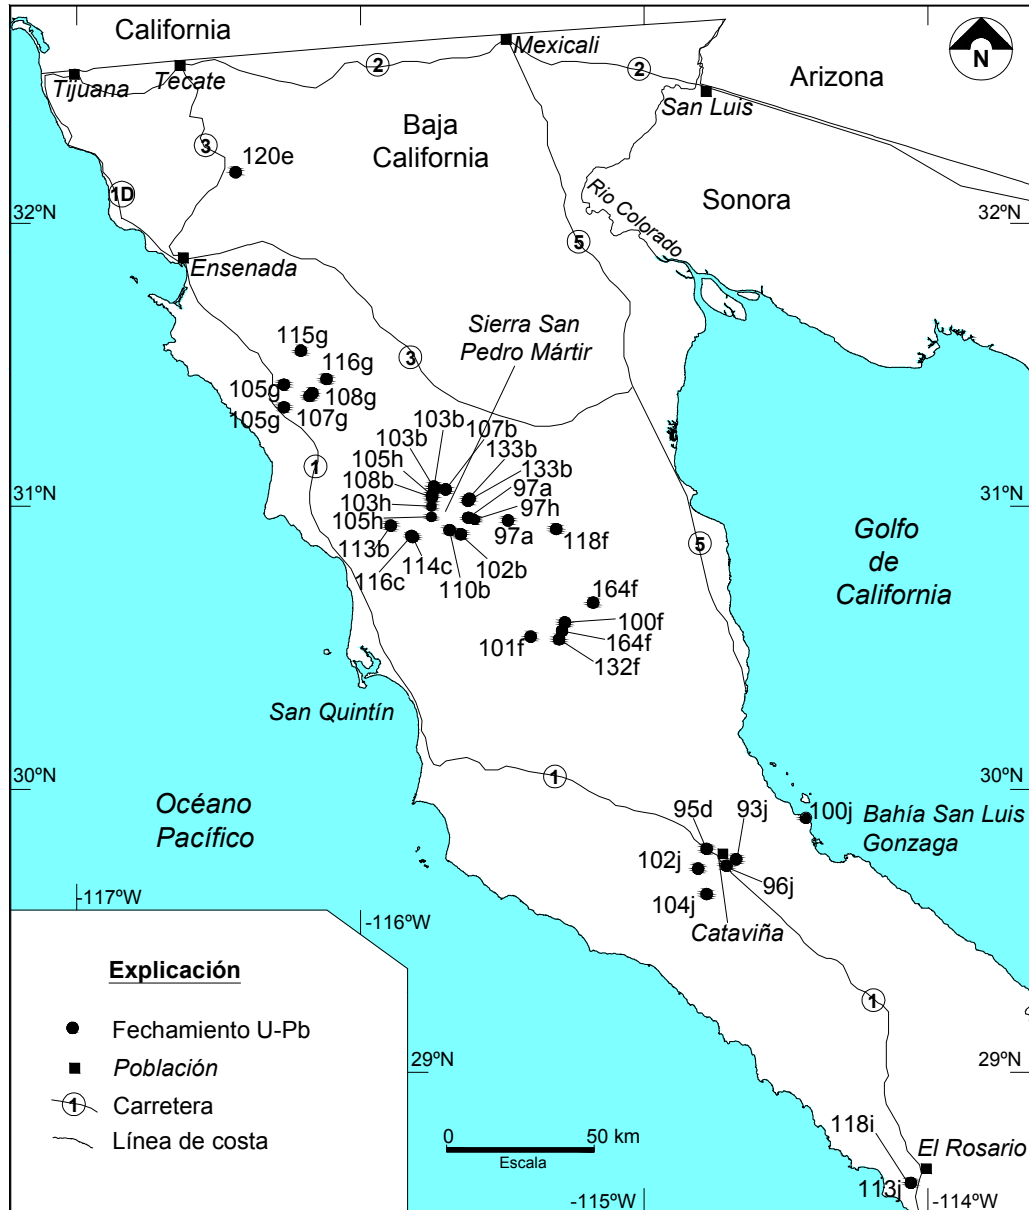 California
Mexicali
N
Arizona
2
2
Tijuana
Tecate
San Luis
Baja
California
3
120e
Sonora
1D
Rio Colorado
32ºN
32ºN
5
Ensenada
Sierra San
Pedro Mártir
115g
3
116g
105g
108g
105g
107g
103b
103b
107b
105h
133b
108b
133b
1
97a
103h
97h
31ºN
31ºN
105h
97a
118f
113b
114c
102b
116c
110b
5
Golfo
de
California
164f
100f
101f
164f
132f
San Quintín
30ºN
30ºN
1
Océano
Pacífico
95d
93j
100j
Bahía San Luis
Gonzaga
102j
96j
104j
Cataviña
-117ºW
-116ºW
1
Explicación
Fechamiento U-Pb
Población
1 Carretera
Línea de costa
29ºN
29ºN
0 50 km
Escala
118i
El Rosario
113j
-115ºW
-114ºW